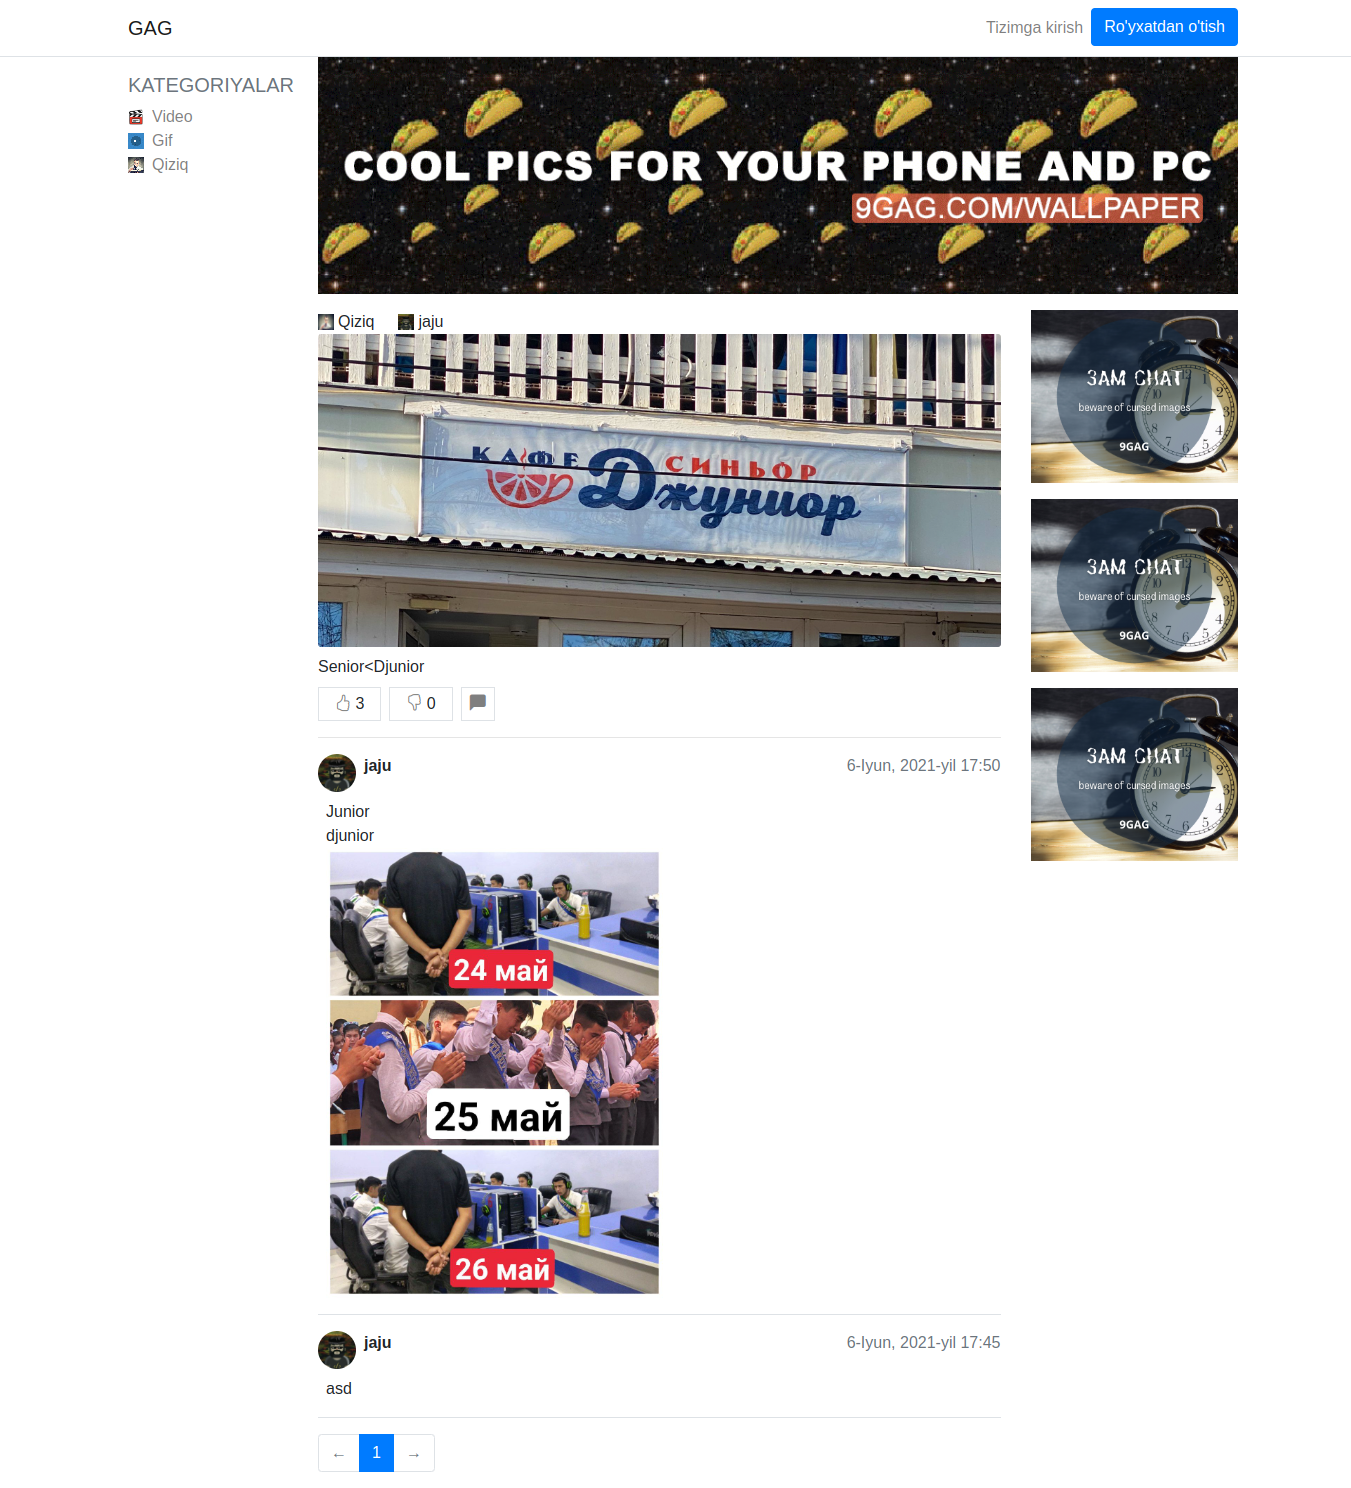 GAG
Tizimga kirish
Ro'yxatdan o'tish
KATEGORIYALAR
Video
Gif
Qiziq
COOL PICS FOR YOUR PHONE AND PC
9GAG.COM/WALLPAPER
Qiziq jaju
КАФЕ
СИНЬОР
Джуниор
Senior<Djunior
3
0
jaju
6-Iyun, 2021-yil 17:50
Junior
djunior
24 май
25 май
26 май
jaju
6-Iyun, 2021-yil 17:45
asd
← 1 →
3AM CHAT
beware of cursed images
9GAG
3AM CHAT
beware of cursed images
9GAG
3AM CHAT
beware of cursed images
9GAG